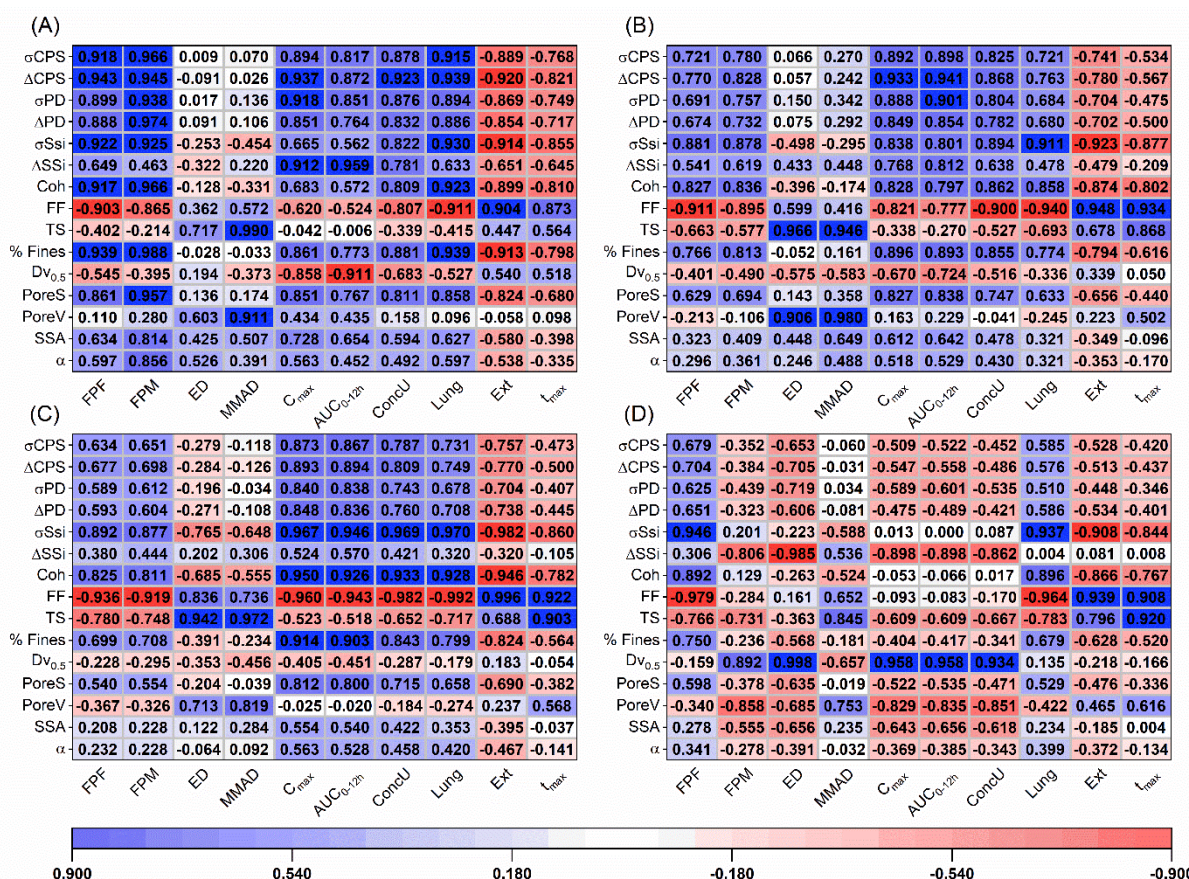 (A)
σCPS 0.918 0.966 0.009 0.070 0.894 0.817 0.878 0.915 -0.889 -0.768
ΔCPS 0.943 0.945 -0.091 0.026 0.937 0.872 0.923 0.939 -0.920 -0.821
σPD 0.899 0.938 0.017 0.136 0.918 0.851 0.876 0.894 -0.869 -0.749
ΔPD 0.888 0.974 0.091 0.106 0.851 0.764 0.832 0.886 -0.854 -0.717
σSsi 0.922 0.925 -0.253 -0.454 0.665 0.562 0.822 0.930 -0.914 -0.855
ΔSSi 0.649 0.463 -0.322 0.220 0.912 0.959 0.781 0.633 -0.651 -0.645
Coh 0.917 0.966 -0.128 -0.331 0.683 0.572 0.809 0.923 -0.899 -0.810
FF -0.903 -0.865 0.362 0.572 -0.620 -0.524 -0.807 -0.911 0.904 0.873
TS -0.402 -0.214 0.717 0.990 -0.042 -0.006 -0.339 -0.415 0.447 0.564
% Fines 0.939 0.988 -0.028 -0.033 0.861 0.773 0.881 0.939 -0.913 -0.798
Dv0.5 -0.545 -0.395 0.194 -0.373 -0.858 -0.911 -0.683 -0.527 0.540 0.518
PoreS 0.861 0.957 0.136 0.174 0.851 0.767 0.811 0.858 -0.824 -0.680
PoreV 0.110 0.280 0.603 0.911 0.434 0.435 0.158 0.096 -0.058 0.098
SSA 0.634 0.814 0.425 0.507 0.728 0.654 0.594 0.627 -0.580 -0.398
α 0.597 0.856 0.526 0.391 0.563 0.452 0.492 0.597 -0.538 -0.335
FPF FPM ED MMAD Cmax AUC0-12h ConcU Lung Ext tmax
(B)
σCPS 0.721 0.780 0.066 0.270 0.892 0.898 0.825 0.721 -0.741 -0.534
ΔCPS 0.770 0.828 0.057 0.242 0.933 0.941 0.868 0.763 -0.780 -0.567
σPD 0.691 0.757 0.150 0.342 0.888 0.901 0.804 0.684 -0.704 -0.475
ΔPD 0.674 0.732 0.075 0.292 0.849 0.854 0.782 0.680 -0.702 -0.500
σSsi 0.881 0.878 -0.498 -0.295 0.838 0.801 0.894 0.911 -0.923 -0.877
ΔSSi 0.541 0.619 0.433 0.448 0.768 0.812 0.638 0.478 -0.479 -0.209
Coh 0.827 0.836 -0.396 -0.174 0.828 0.797 0.862 0.858 -0.874 -0.802
FF -0.911 -0.895 0.599 0.416 -0.821 -0.777 -0.900 -0.940 0.948 0.934
TS -0.663 -0.577 0.966 0.946 -0.338 -0.270 -0.527 -0.693 0.678 0.868
% Fines 0.766 0.813 -0.052 0.161 0.896 0.893 0.855 0.774 -0.794 -0.616
Dv0.5 -0.401 -0.490 -0.575 -0.583 -0.670 -0.724 -0.516 -0.336 0.339 0.050
PoreS 0.629 0.694 0.143 0.358 0.827 0.838 0.747 0.633 -0.656 -0.440
PoreV -0.213 -0.106 0.906 0.980 0.163 0.229 -0.041 -0.245 0.223 0.502
SSA 0.323 0.409 0.448 0.649 0.612 0.642 0.478 0.321 -0.349 -0.096
α 0.296 0.361 0.246 0.488 0.518 0.529 0.430 0.321 -0.353 -0.170
FPF FPM ED MMAD Cmax AUC0-12h ConcU Lung Ext tmax
(C)
σCPS 0.634 0.651 -0.279 -0.118 0.873 0.867 0.787 0.731 -0.757 -0.473
ΔCPS 0.677 0.698 -0.284 -0.126 0.893 0.894 0.809 0.749 -0.770 -0.500
σPD 0.589 0.612 -0.196 -0.034 0.840 0.838 0.743 0.678 -0.704 -0.407
ΔPD 0.593 0.604 -0.271 -0.108 0.848 0.836 0.760 0.708 -0.738 -0.445
σSsi 0.892 0.877 -0.765 -0.648 0.967 0.946 0.969 0.970 -0.982 -0.860
ΔSSi 0.380 0.444 0.202 0.306 0.524 0.570 0.421 0.320 -0.320 -0.105
Coh 0.825 0.811 -0.685 -0.555 0.950 0.926 0.933 0.928 -0.946 -0.782
FF -0.936 -0.919 0.836 0.736 -0.960 -0.943 -0.982 -0.992 0.996 0.922
TS -0.780 -0.748 0.942 0.972 -0.523 -0.518 -0.652 -0.717 0.688 0.903
% Fines 0.699 0.708 -0.391 -0.234 0.914 0.903 0.843 0.799 -0.824 -0.564
Dv0.5 -0.228 -0.295 -0.353 -0.456 -0.405 -0.451 -0.287 -0.179 0.183 -0.054
PoreS 0.540 0.554 -0.204 -0.039 0.812 0.800 0.715 0.658 -0.690 -0.382
PoreV -0.367 -0.326 0.713 0.819 -0.025 -0.020 -0.184 -0.274 0.237 0.568
SSA 0.208 0.228 0.122 0.284 0.554 0.540 0.422 0.353 -0.395 -0.037
α 0.232 0.228 -0.064 0.092 0.563 0.528 0.458 0.420 -0.467 -0.141
FPF FPM ED MMAD Cmax AUC0-12h ConcU Lung Ext tmax
(D)
σCPS 0.679 -0.352 -0.653 -0.060 -0.509 -0.522 -0.452 0.585 -0.528 -0.420
ΔCPS 0.704 -0.384 -0.705 -0.031 -0.547 -0.558 -0.486 0.576 -0.513 -0.437
σPD 0.625 -0.439 -0.719 0.034 -0.589 -0.601 -0.535 0.510 -0.448 -0.346
ΔPD 0.651 -0.323 -0.606 -0.081 -0.475 -0.489 -0.421 0.586 -0.534 -0.401
σSsi 0.946 0.201 -0.223 -0.588 0.013 0.000 0.087 0.937 -0.908 -0.844
ΔSSi 0.306 -0.806 -0.985 0.536 -0.898 -0.898 -0.862 0.004 0.081 0.008
Coh 0.892 0.129 -0.263 -0.524 -0.053 -0.066 0.017 0.896 -0.866 -0.767
FF -0.979 -0.284 0.161 0.652 -0.093 -0.083 -0.170 -0.964 0.939 0.908
TS -0.766 -0.731 -0.363 0.845 -0.609 -0.609 -0.667 -0.783 0.796 0.920
% Fines 0.750 -0.236 -0.568 -0.181 -0.404 -0.417 -0.341 0.679 -0.628 -0.520
Dv0.5 -0.159 0.892 0.998 -0.657 0.958 0.958 0.934 0.135 -0.218 -0.166
PoreS 0.598 -0.378 -0.635 -0.019 -0.522 -0.535 -0.471 0.529 -0.476 -0.336
PoreV -0.340 -0.858 -0.685 0.753 -0.829 -0.835 -0.851 -0.422 0.465 0.616
SSA 0.278 -0.555 -0.656 0.235 -0.643 -0.656 -0.618 0.234 -0.185 0.004
α 0.341 -0.278 -0.391 -0.032 -0.369 -0.385 -0.343 0.399 -0.372 -0.134
FPF FPM ED MMAD Cmax AUC0-12h ConcU Lung Ext tmax
0.900 0.540 0.180 -0.180 -0.540 -0.900